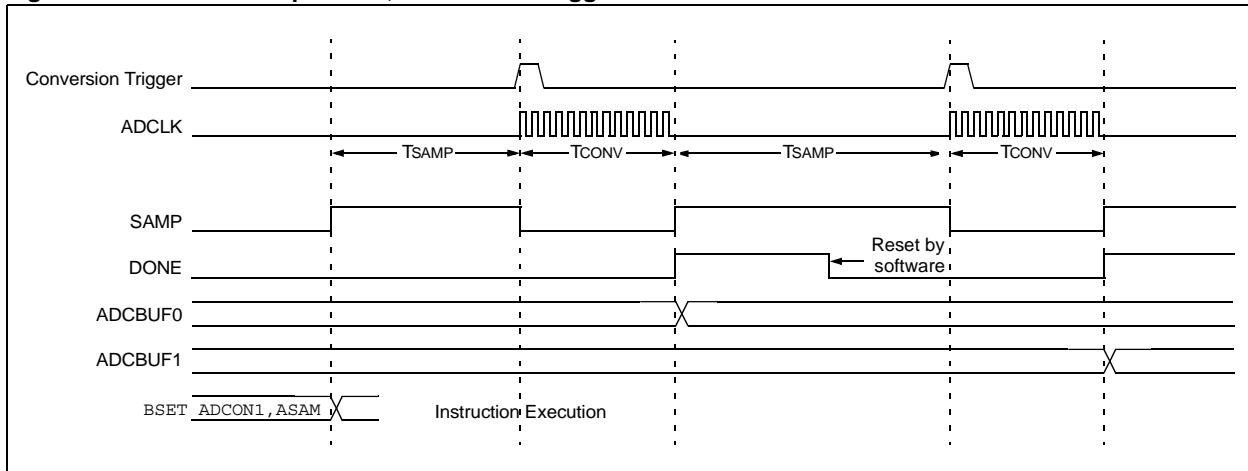 Conversion Trigger
ADCLK
TSAMP
TCONV
TSAMP
TCONV
SAMP
DONE
Reset by
software
ADCBUF0
ADCBUF1
BSET ADCON1,ASAM
Instruction Execution